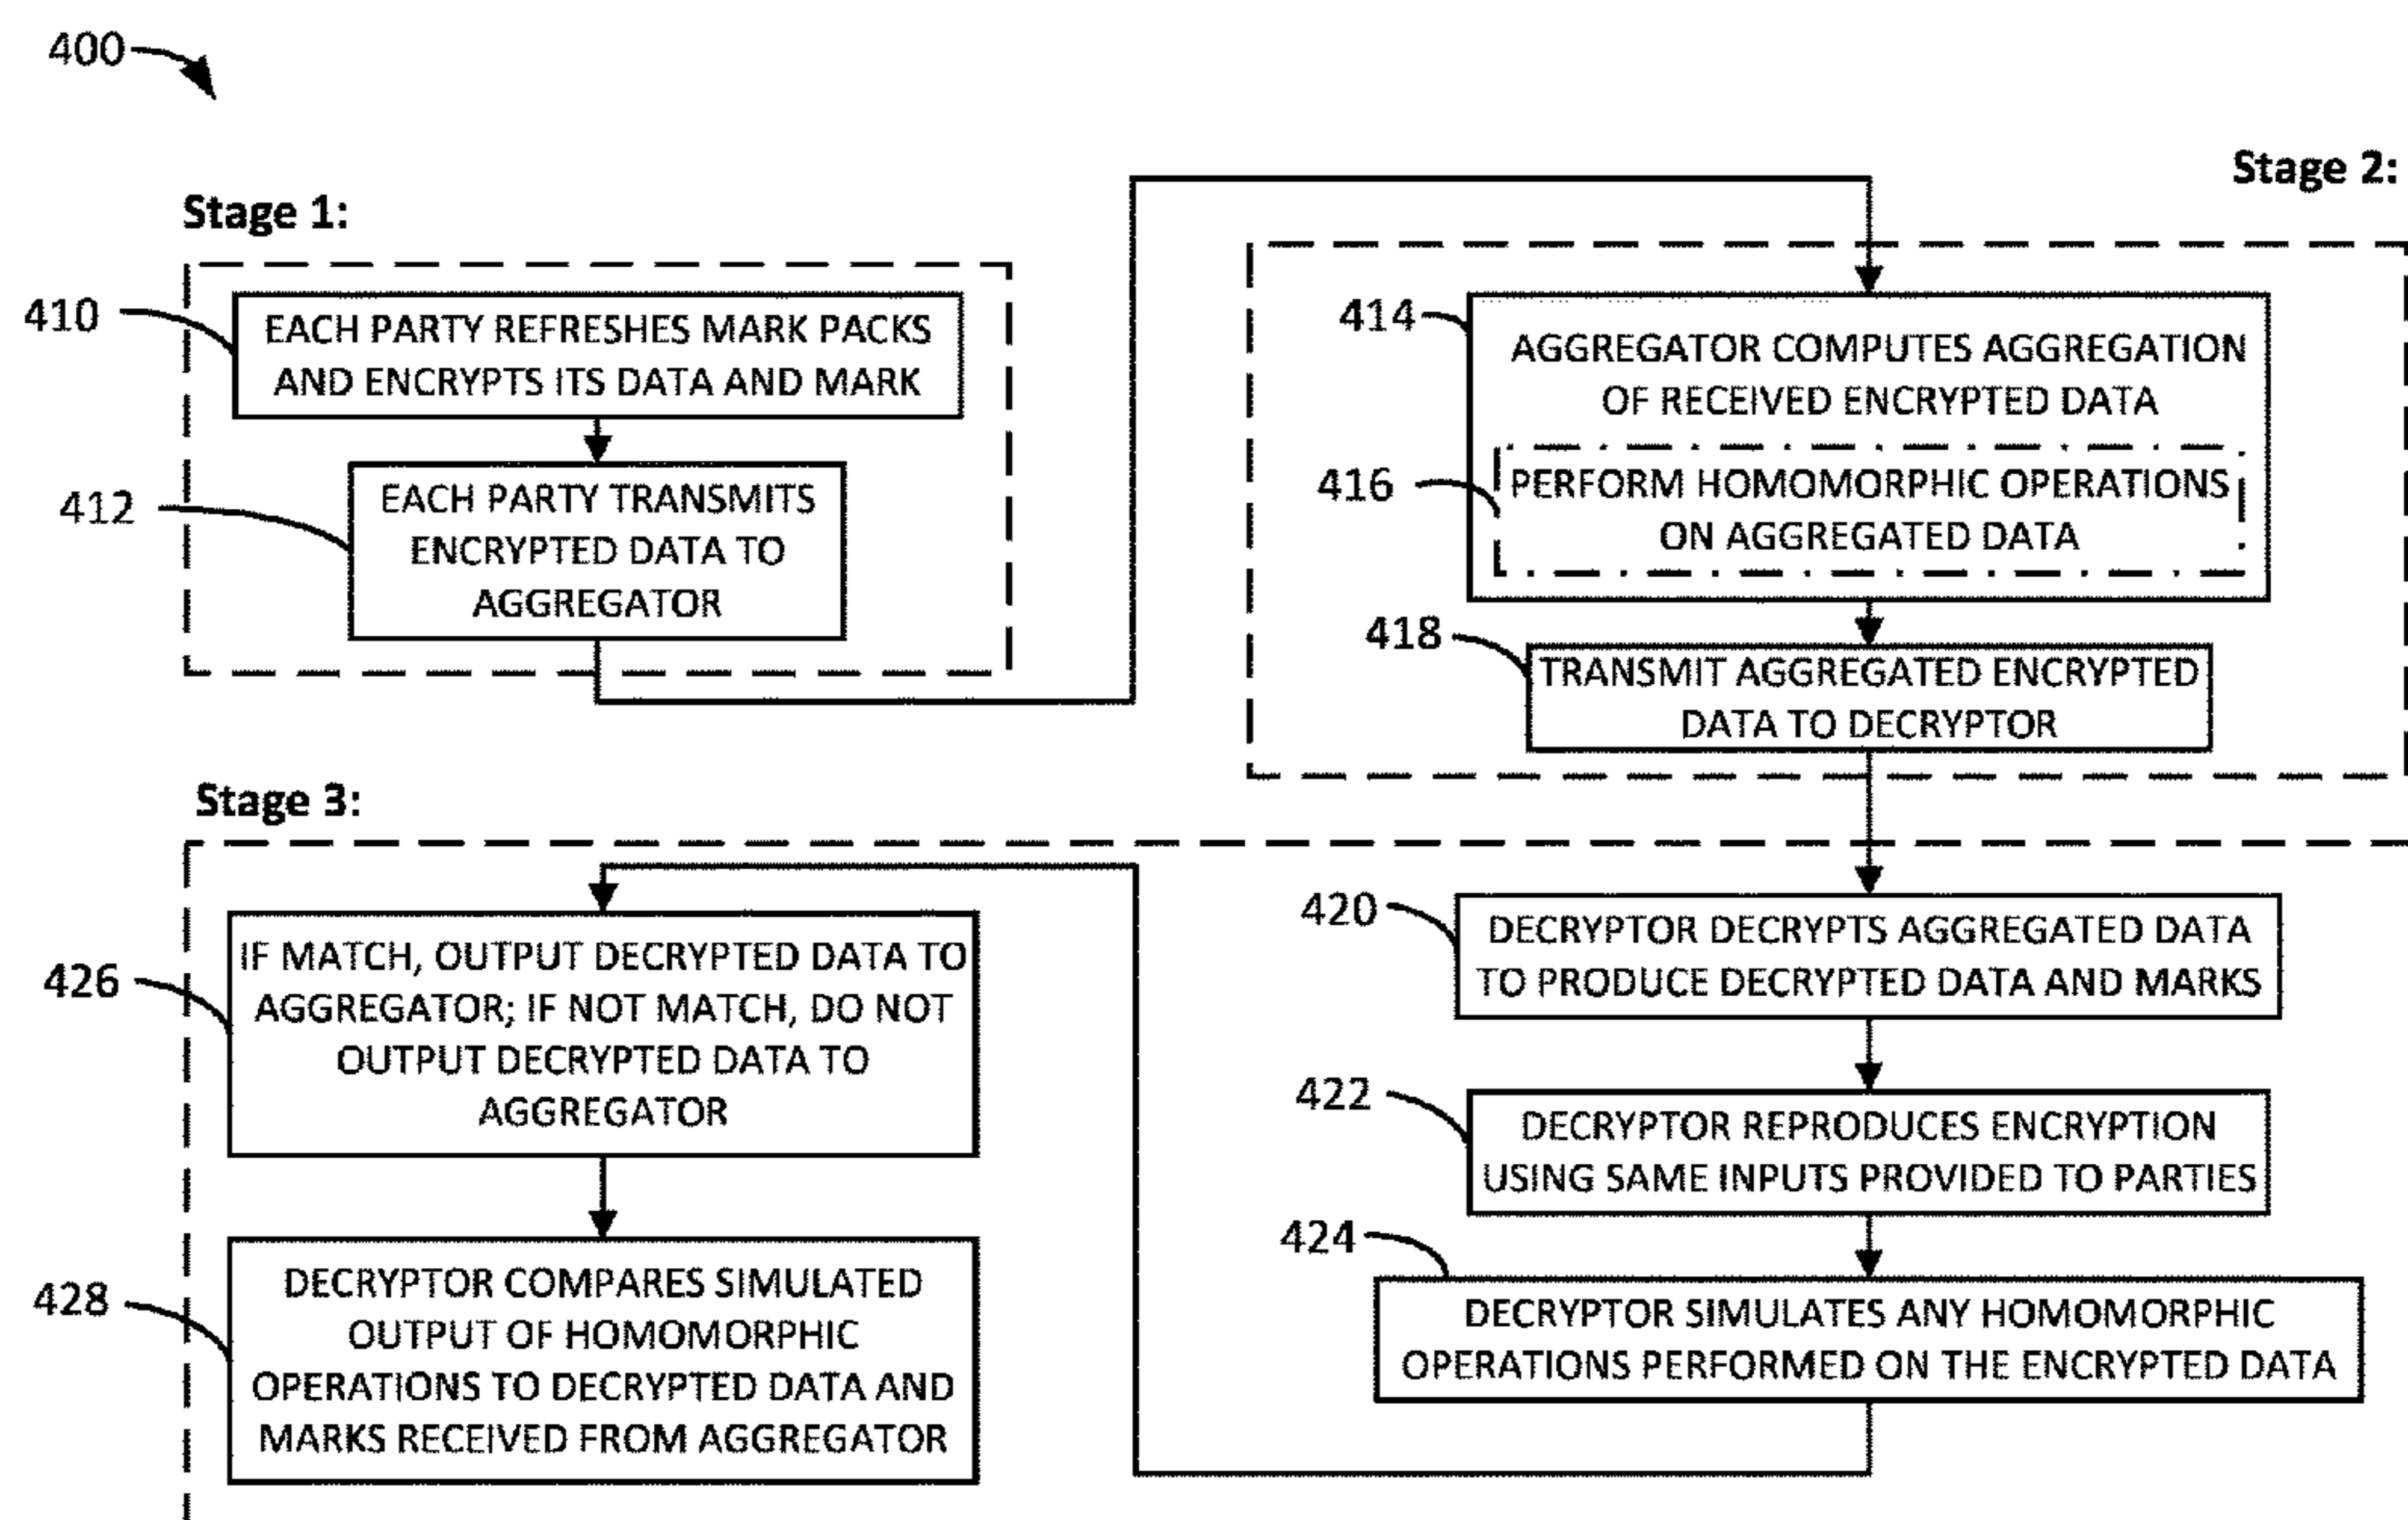 400
Stage 1:
410
EACH PARTY REFRESHES MARK PACKS
AND ENCRYPTS ITS DATA AND MARK
412
EACH PARTY TRANSMITS
ENCRYPTED DATA TO
AGGREGATOR
Stage 2:
414
AGGREGATOR COMPUTES AGGREGATION
OF RECEIVED ENCRYPTED DATA
416
PERFORM HOMOMORPHIC OPERATIONS
ON AGGREGATED DATA
418
TRANSMIT AGGREGATED ENCRYPTED
DATA TO DECRYPTOR
Stage 3:
420
DECRYPTOR DECRYPTS AGGREGATED DATA
TO PRODUCE DECRYPTED DATA AND MARKS
422
DECRYPTOR REPRODUCES ENCRYPTION
USING SAME INPUTS PROVIDED TO PARTIES
424
DECRYPTOR SIMULATES ANY HOMOMORPHIC
OPERATIONS PERFORMED ON THE ENCRYPTED DATA
426
IF MATCH, OUTPUT DECRYPTED DATA TO
AGGREGATOR; IF NOT MATCH, DO NOT
OUTPUT DECRYPTED DATA TO
AGGREGATOR
428
DECRYPTOR COMPARES SIMULATED
OUTPUT OF HOMOMORPHIC
OPERATIONS TO DECRYPTED DATA AND
MARKS RECEIVED FROM AGGREGATOR